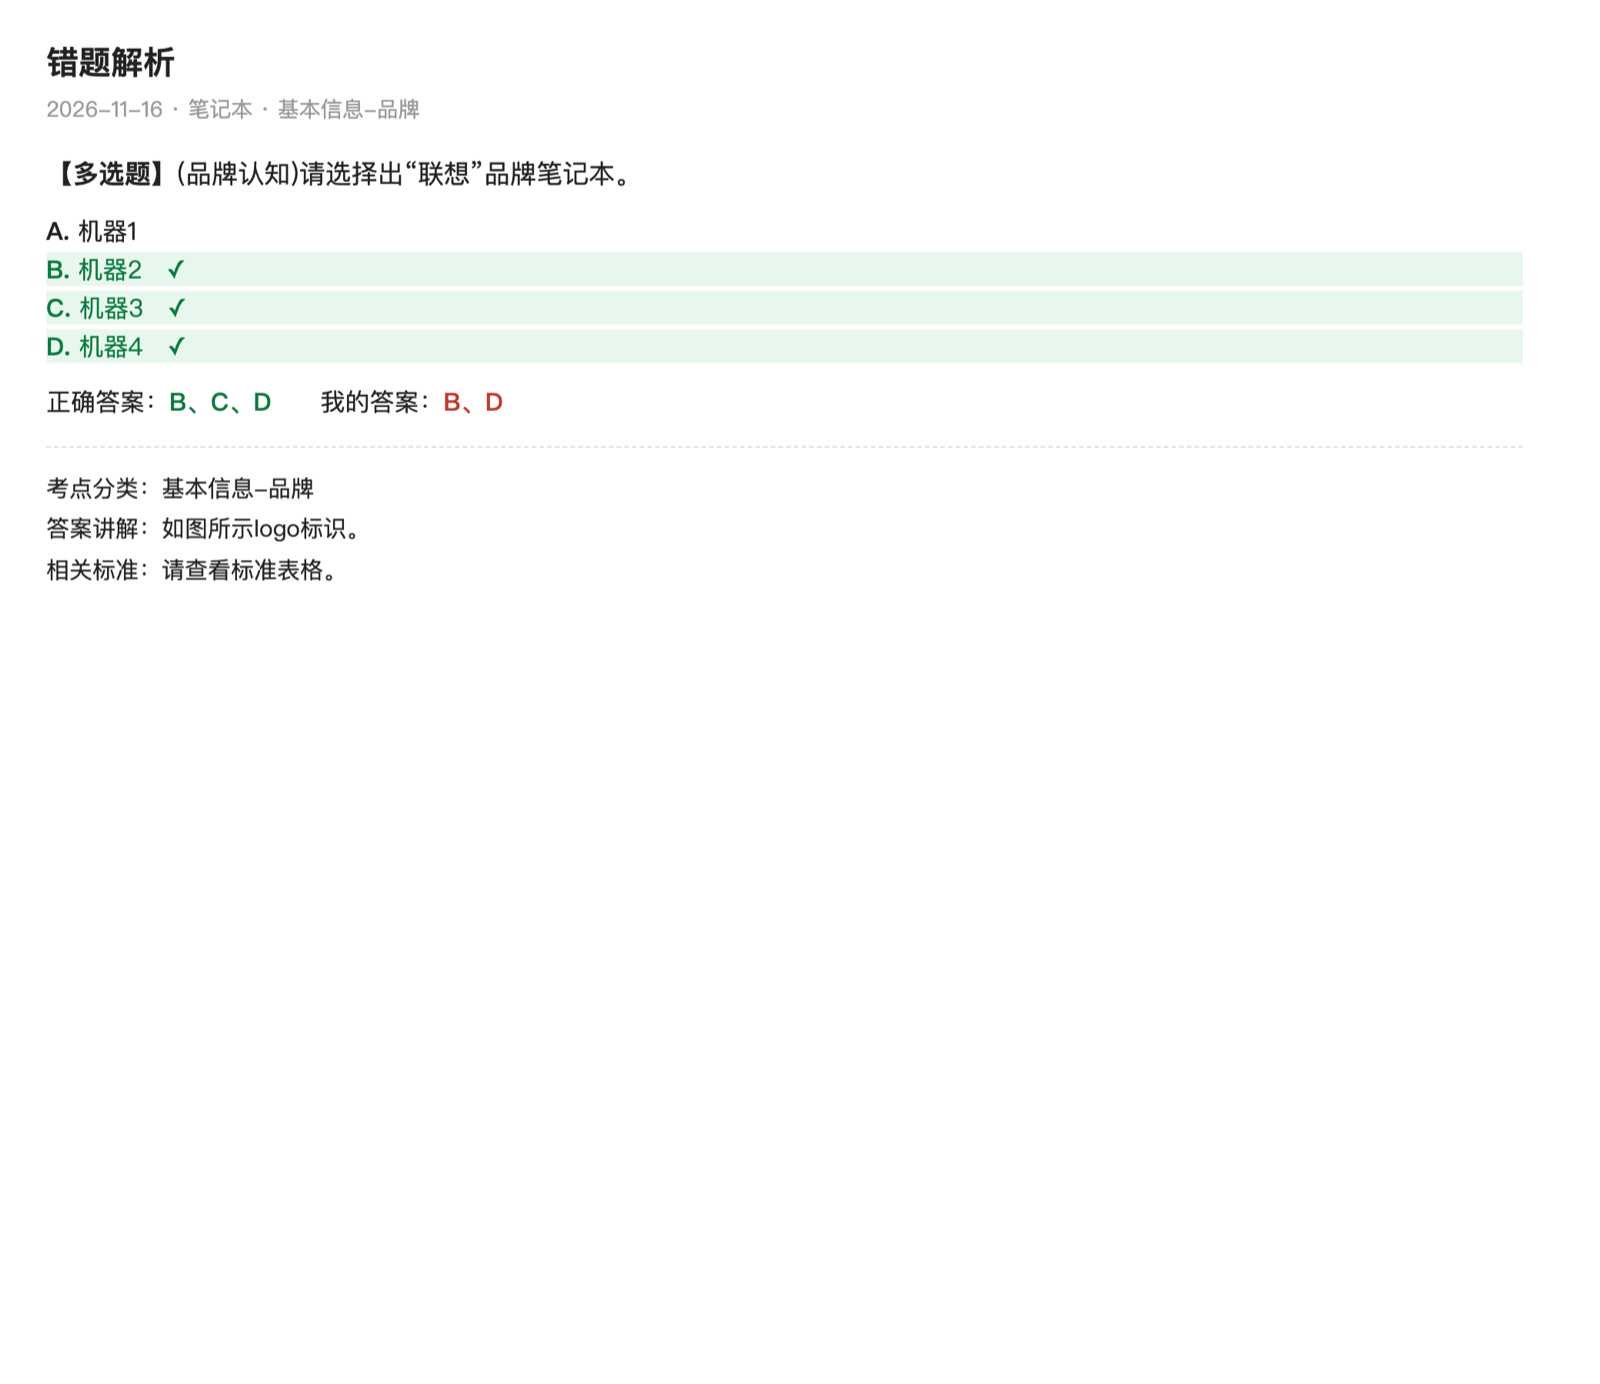 错题解析
2026-11-16 · 笔记本 · 基本信息-品牌
【多选题】(品牌认知)请选择出“联想”品牌笔记本。
A. 机器1
B. 机器2 ✓
C. 机器3 ✓
D. 机器4 ✓
正确答案：B、C、D 我的答案：B、D
考点分类：基本信息-品牌
答案讲解：如图所示logo标识。
相关标准：请查看标准表格。